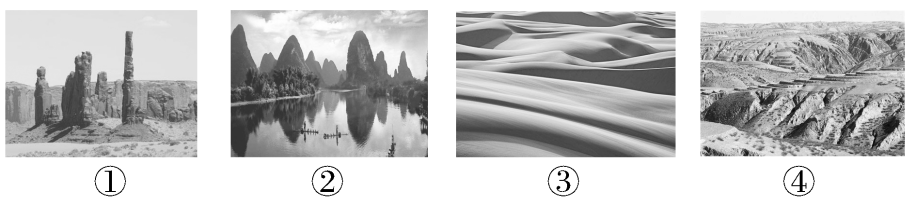 ① ② ③ ④